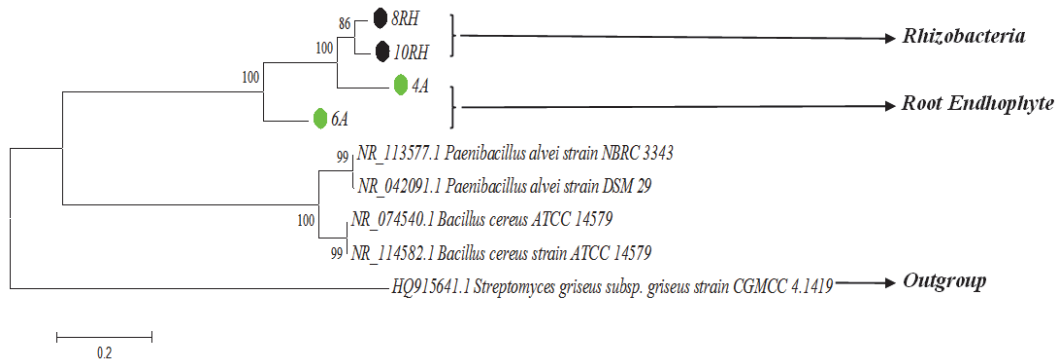 86
8RH
Rhizobacteria
100
10RH
100
4A
Root Endhophyte
6A
99
NR_113577.1 Paenibacillus alvei strain NBRC 3343
NR_042091.1 Paenibacillus alvei strain DSM 29
100
NR_074540.1 Bacillus cereus ATCC 14579
99
NR_114582.1 Bacillus cereus strain ATCC 14579
HQ915641.1 Streptomyces griseus subsp. griseus strain CGMCC 4.1419
Outgroup
0.2